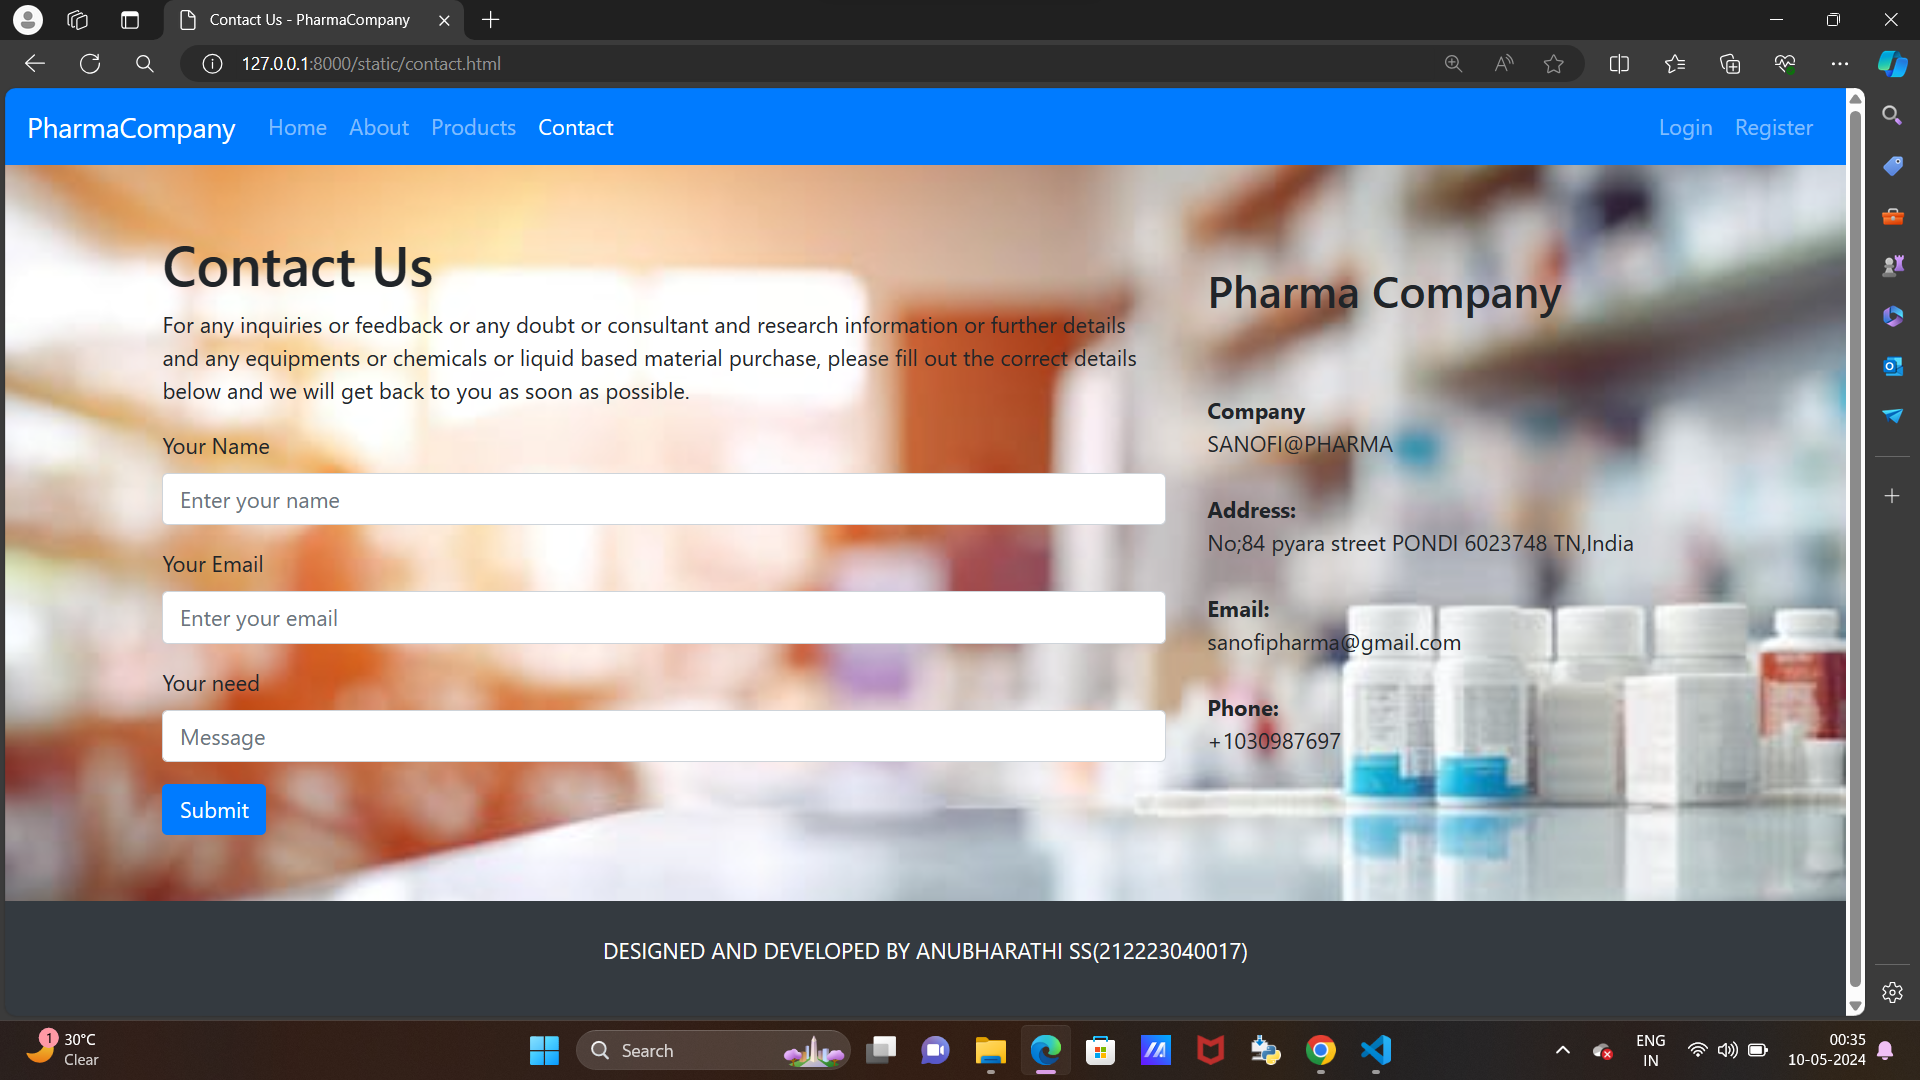 Contact Us - PharmaCompany
127.0.0.1:8000/static/contact.html
PharmaCompany Home About Products Contact Login Register
Contact Us
For any inquiries or feedback or any doubt or consultant and research information or further details
and any equipments or chemicals or liquid based material purchase, please fill out the correct details
below and we will get back to you as soon as possible.
Your Name
Enter your name
Your Email
Enter your email
Your need
Message
Submit
Pharma Company
Company
SANOFI@PHARMA
Address:
No;84 pyara street PONDI 6023748 TN,India
Email:
sanofipharma@gmail.com
Phone:
+1030987697
DESIGNED AND DEVELOPED BY ANUBHARATHI SS(212223040017)
1
30°C
Clear
Search
ENG
IN
00:35
10-05-2024